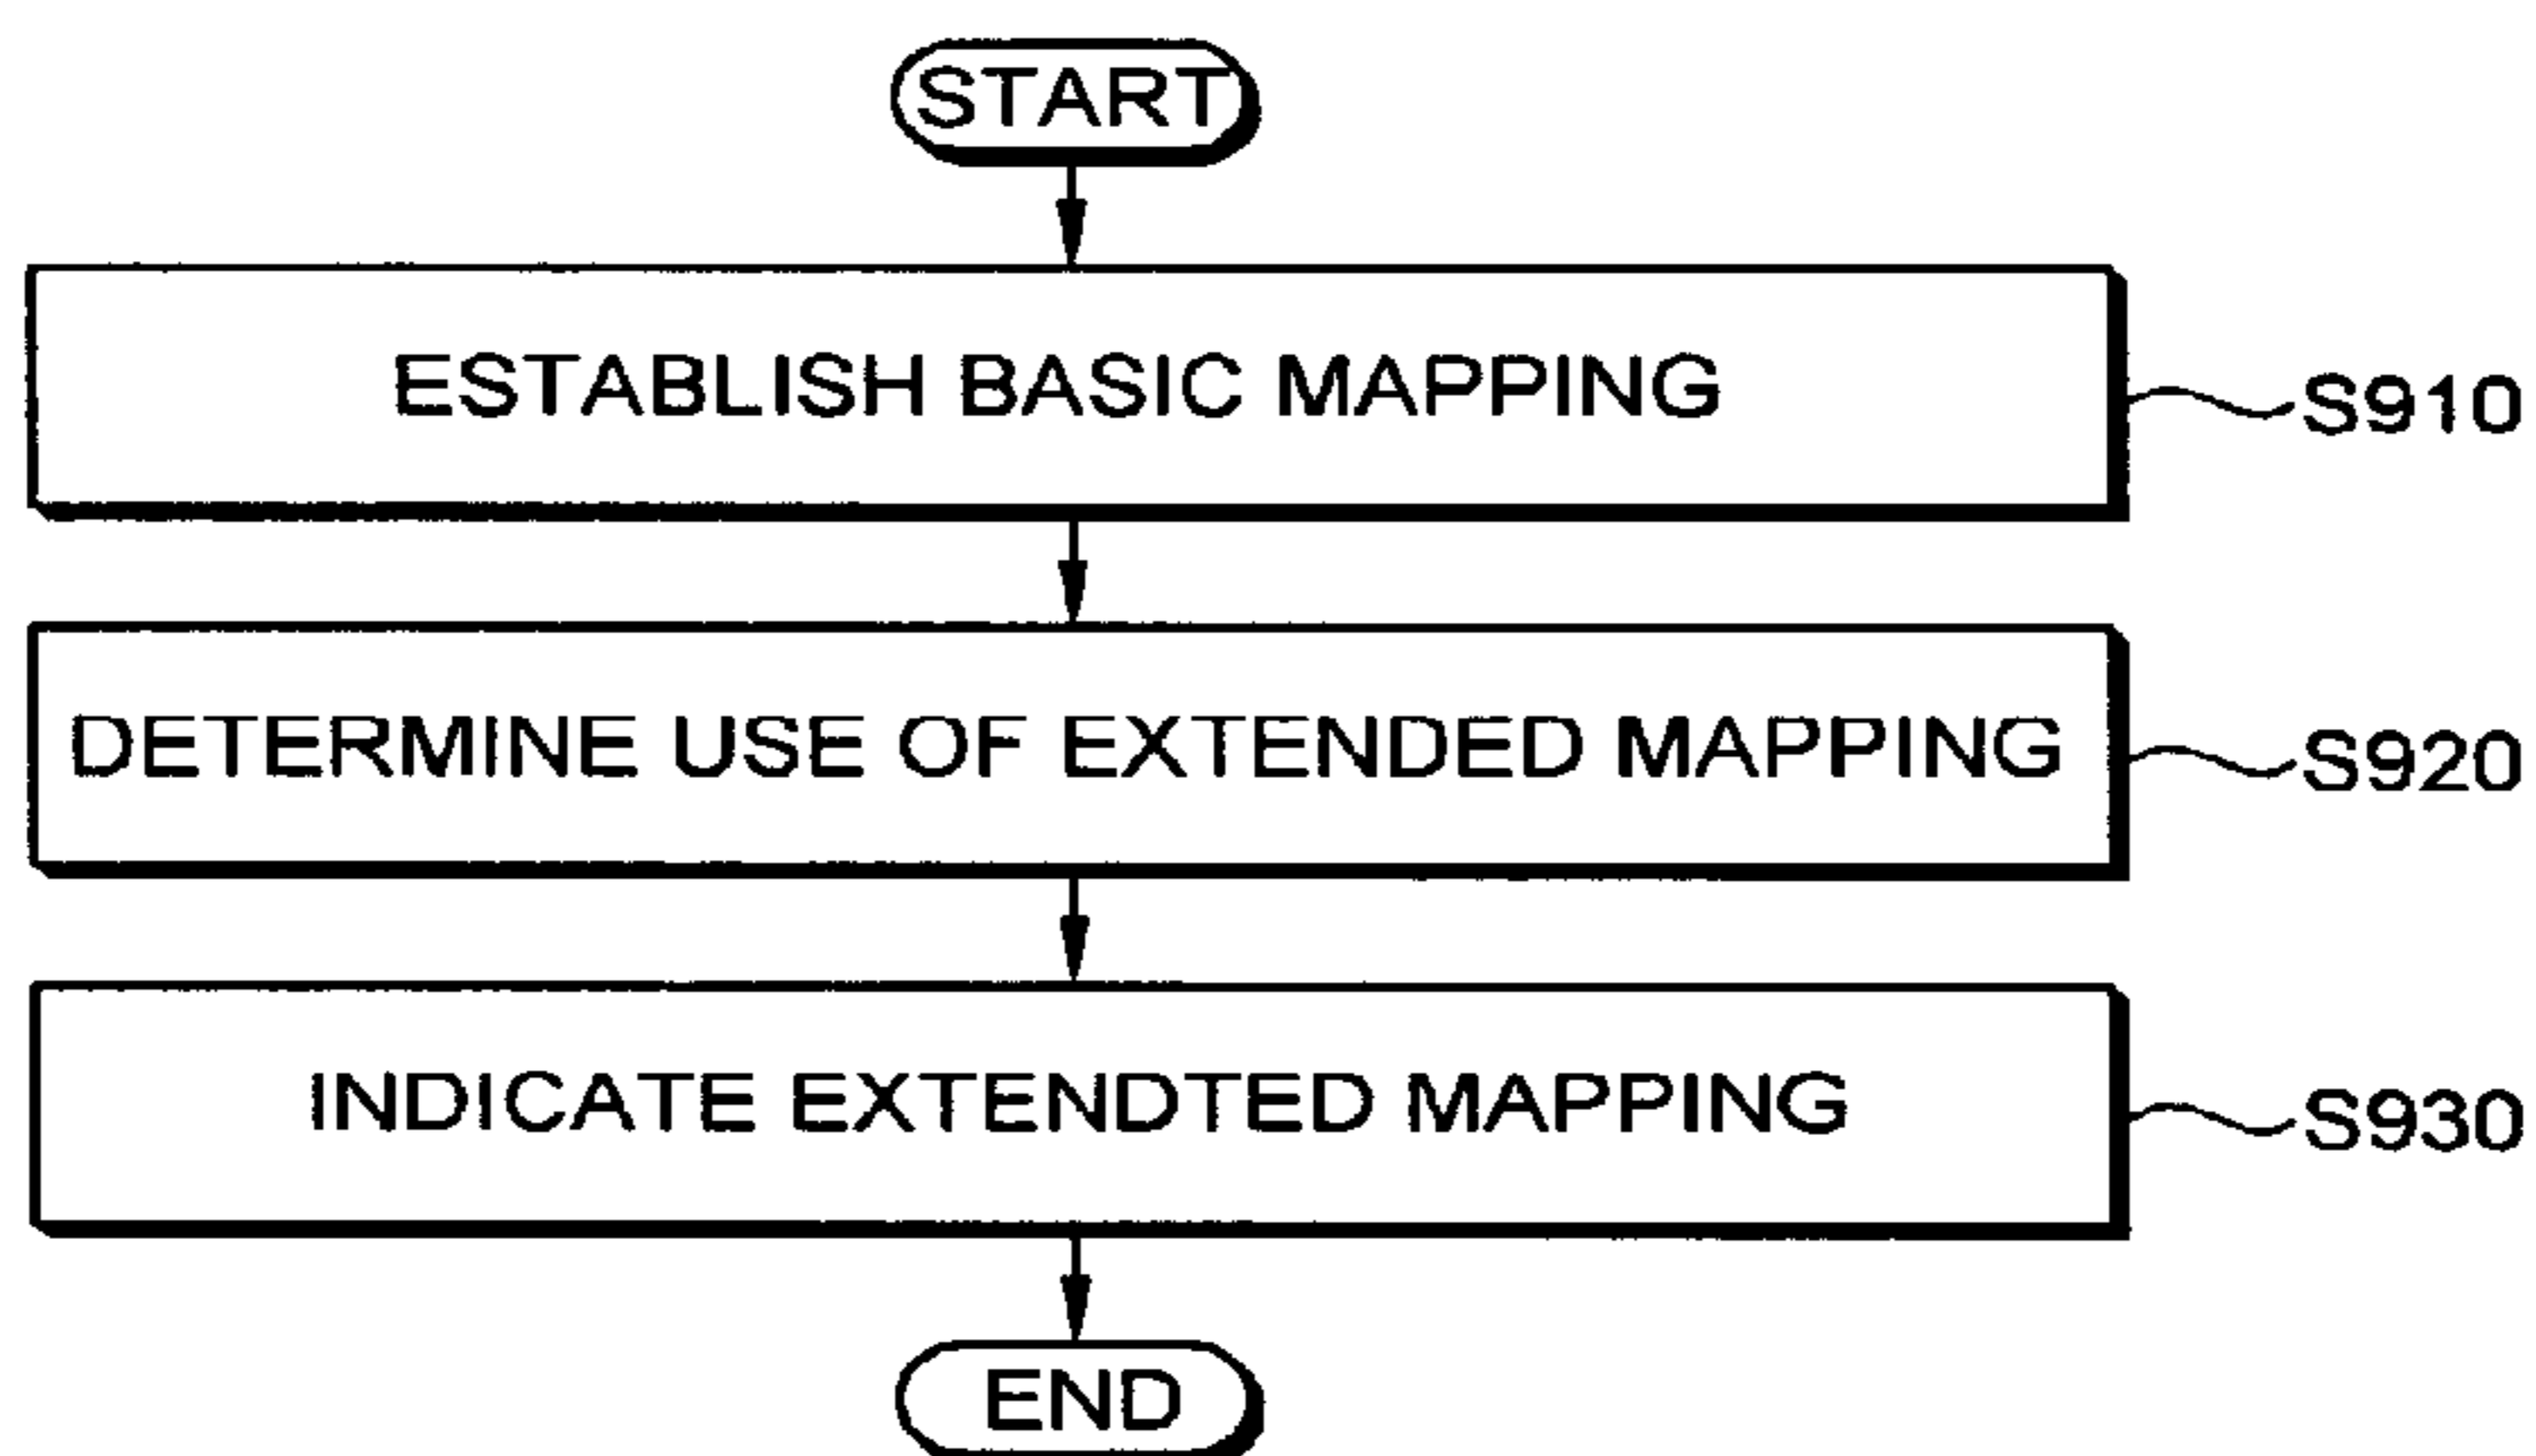 START
ESTABLISH BASIC MAPPING
S910
DETERMINE USE OF EXTENDED MAPPING
S920
INDICATE EXTENDTED MAPPING
S930
END